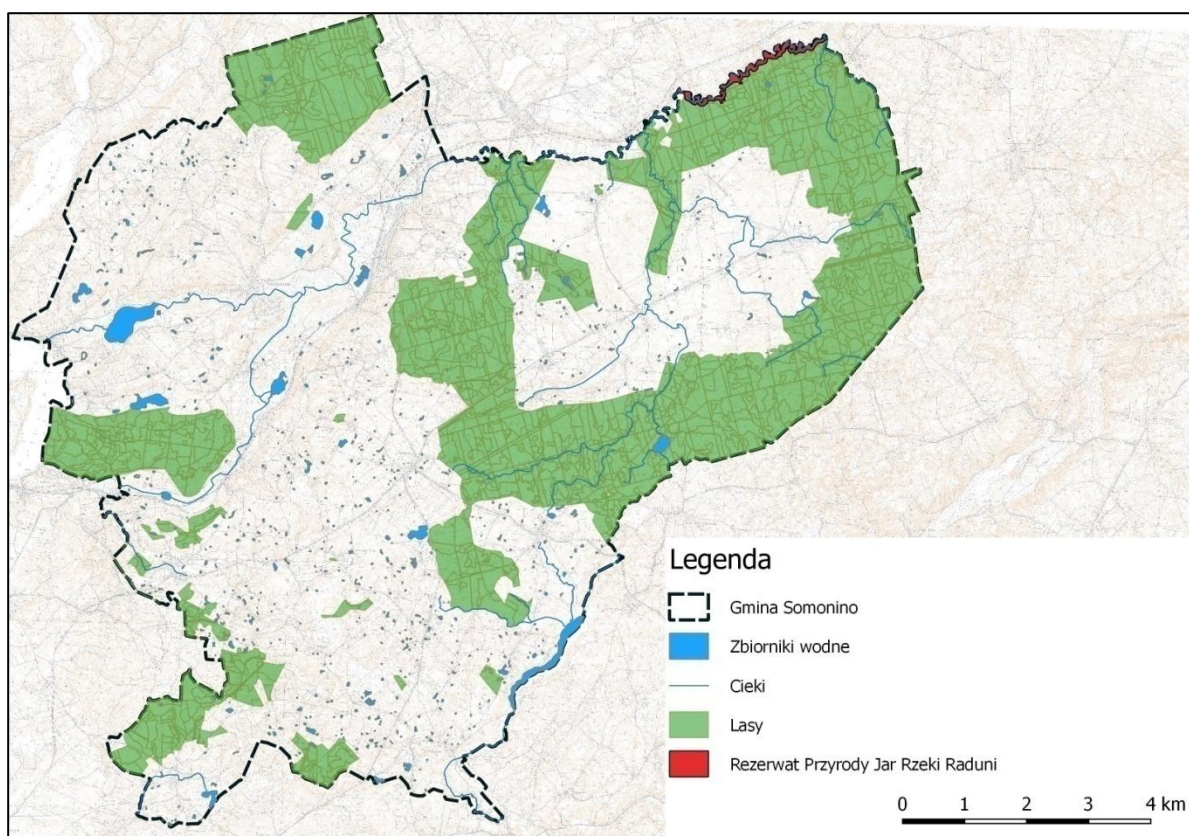 Legenda
Gmina Somonino
Zbiorniki wodne
Cieki
Lasy
Rezerwat Przyrody Jar Rzeki Raduni
0 1 2 3 4 km